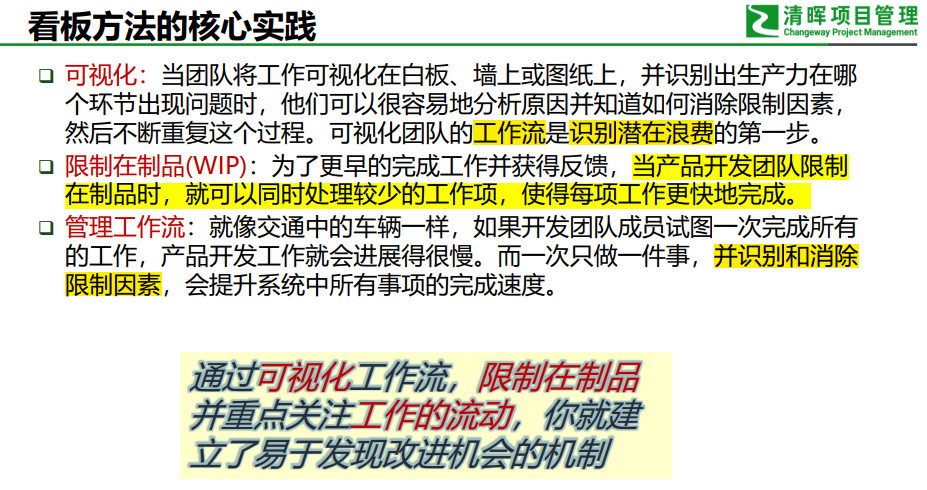 看板方法的核心实践
清晖项目管理
Changeway Project Management
可视化：当团队将工作可视化在白板、墙上或图纸上，并识别出生产力在哪
个环节出现问题时，他们可以很容易地分析原因并知道如何消除限制因素，
然后不断重复这个过程。可视化团队的工作流是识别潜在浪费的第一步。
限制在制品(WIP)：为了更早的完成工作并获得反馈，当产品开发团队限制
在制品时，就可以同时处理较少的工作项，使得每项工作更快地完成。
管理工作流：就像交通中的车辆一样，如果开发团队成员试图一次完成所有
的工作，产品开发工作就会进展得很慢。而一次只做一件事，并识别和消除
限制因素，会提升系统中所有事项的完成速度。
通过可视化工作流，限制在制品
并重点关注工作的流动，你就建
立了易于发现改进机会的机制